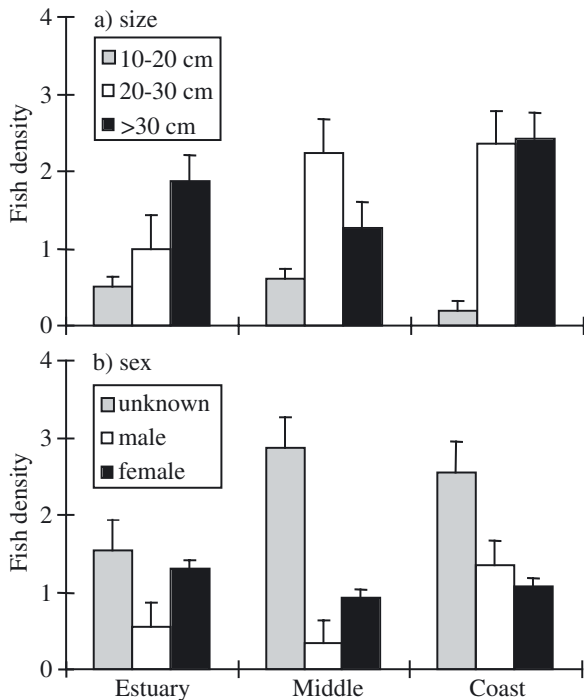 a) size
10-20 cm
20-30 cm
>30 cm
Fish density
4
3
2
1
0
b) sex
unknown
male
female
Fish density
4
3
2
1
0
Estuary Middle Coast